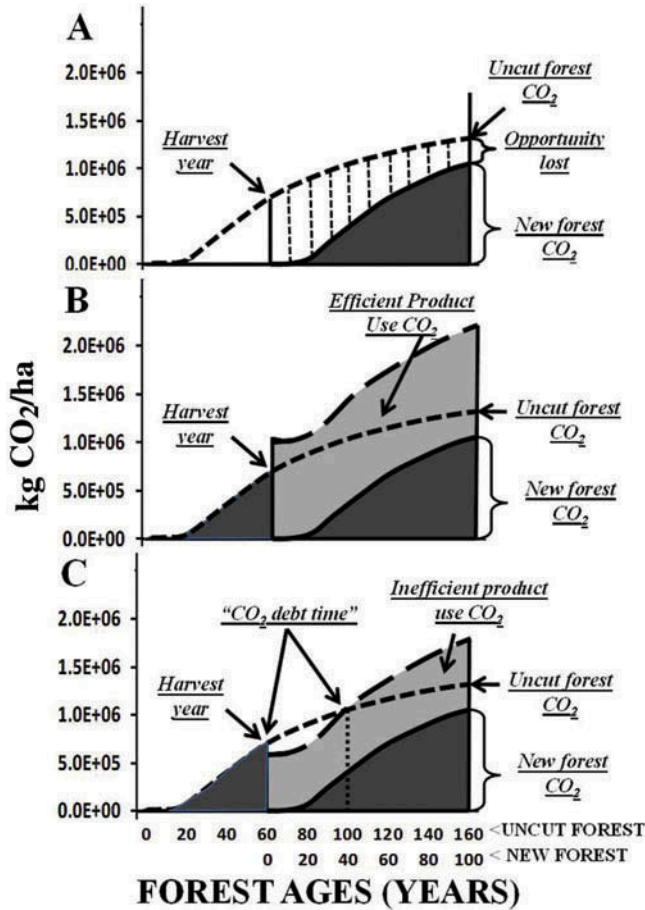 A
2.0E+06
1.5E+06
1.0E+06
5.0E+05
0.0E+00
Harvest
year
Uncut forest
CO2
Opportunity
lost
New forest
CO2
B
2.0E+06
1.5E+06
1.0E+06
5.0E+05
0.0E+00
Efficient Product
Use CO2
Harvest
year
Uncut forest
CO2
New forest
CO2
kg CO2/ha
C
2.0E+06
1.5E+06
1.0E+06
5.0E+05
0.0E+00
"CO2 debt time"
Inefficient product
use CO2
Harvest
year
Uncut forest
CO2
New forest
CO2
0 20 40 60 80 100 120 140 160 <UNCUT FOREST
0 20 40 60 80 100 < NEW FOREST
FOREST AGES (YEARS)